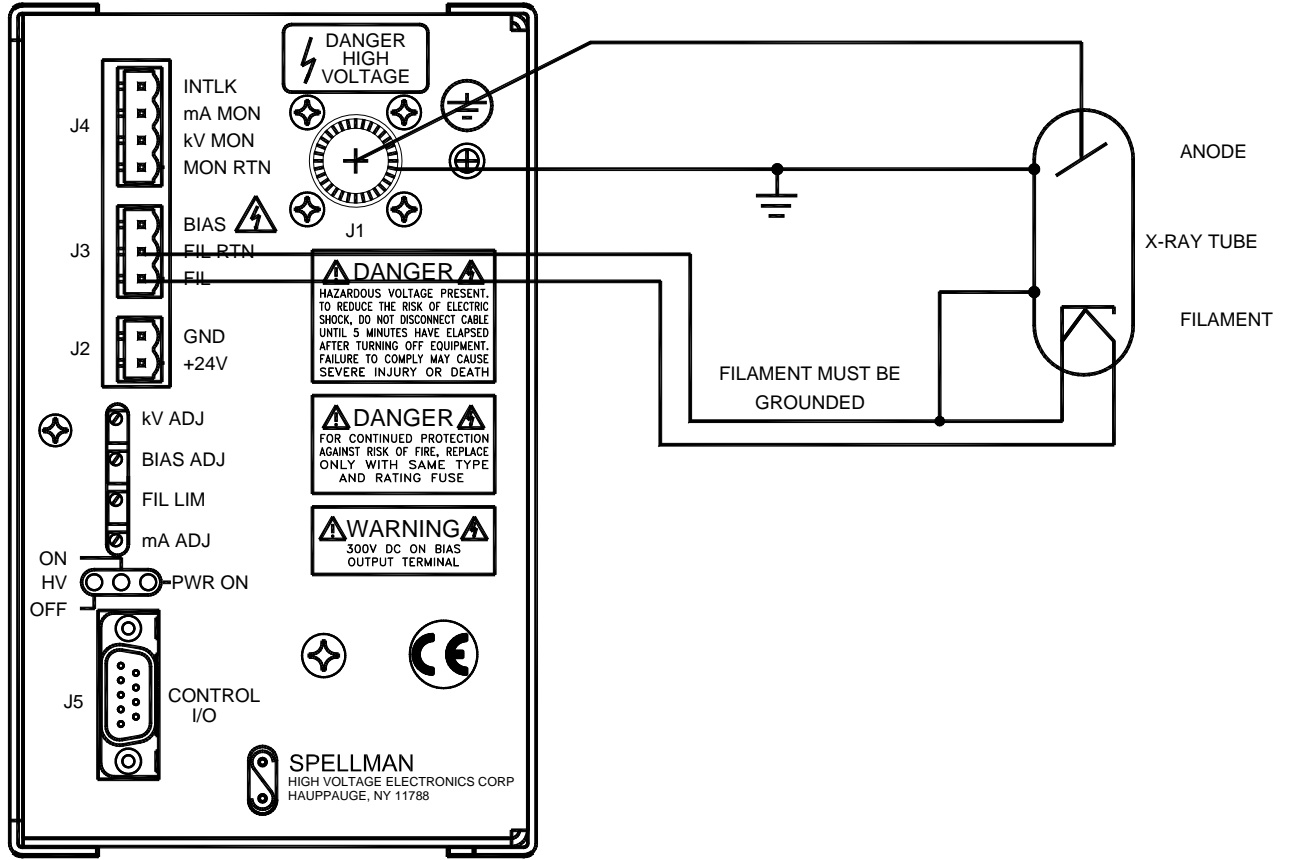 DANGER
HIGH
VOLTAGE
J4
INTLK
mA MON
kV MON
MON RTN
J1
J3
BIAS
FIL RTN
FIL
J2
GND
+24V
kV ADJ
BIAS ADJ
FIL LIM
mA ADJ
ON
HV
OFF
PWR ON
J5
CONTROL
I/O
DANGER
HAZARDOUS VOLTAGE PRESENT.
TO REDUCE THE RISK OF ELECTRIC
SHOCK, DO NOT DISCONNECT CABLE
UNTIL 5 MINUTES HAVE ELAPSED
AFTER TURNING OFF EQUIPMENT.
FAILURE TO COMPLY MAY CAUSE
SEVERE INJURY OR DEATH
DANGER
FOR CONTINUED PROTECTION
AGAINST RISK OF FIRE, REPLACE
ONLY WITH SAME TYPE
AND RATING FUSE
WARNING
300V DC ON BIAS
OUTPUT TERMINAL
CE
SPELLMAN
HIGH VOLTAGE ELECTRONICS CORP
HAUPPAUGE, NY 11788
ANODE
X-RAY TUBE
FILAMENT
FILAMENT MUST BE
GROUNDED